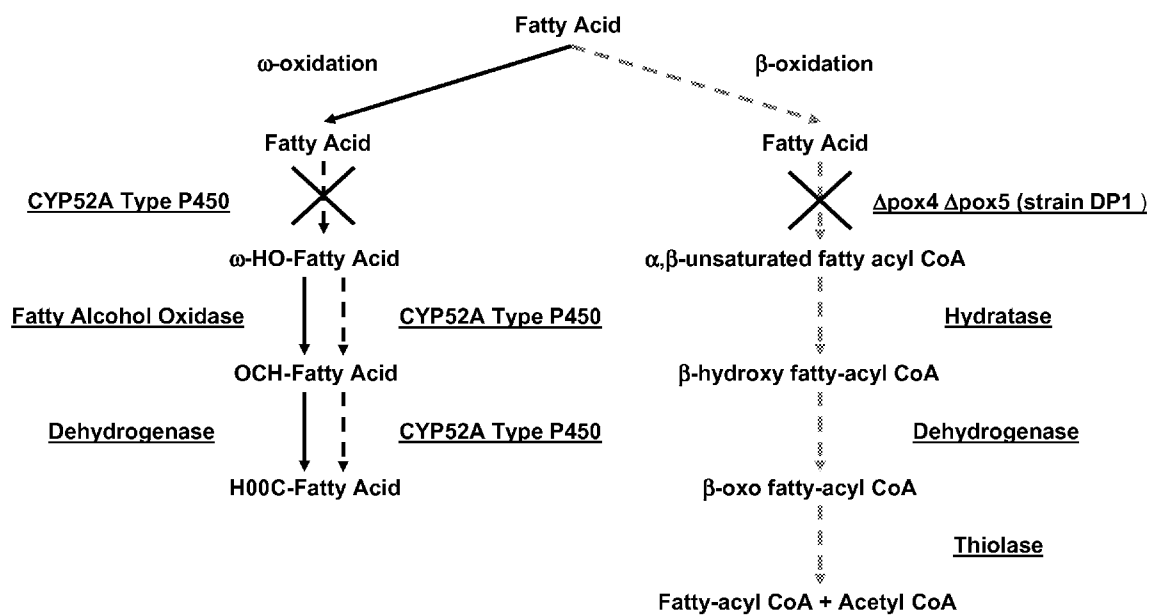 Fatty Acid
ω-oxidation
β-oxidation
Fatty Acid
Fatty Acid
CYP52A Type P450
Δpox4 Δpox5 (strain DP1 )
ω-HO-Fatty Acid
α,β-unsaturated fatty acyl CoA
Fatty Alcohol Oxidase
CYP52A Type P450
Hydratase
OCH-Fatty Acid
β-hydroxy fatty-acyl CoA
Dehydrogenase
CYP52A Type P450
Dehydrogenase
H00C-Fatty Acid
β-oxo fatty-acyl CoA
Thiolase
Fatty-acyl CoA + Acetyl CoA